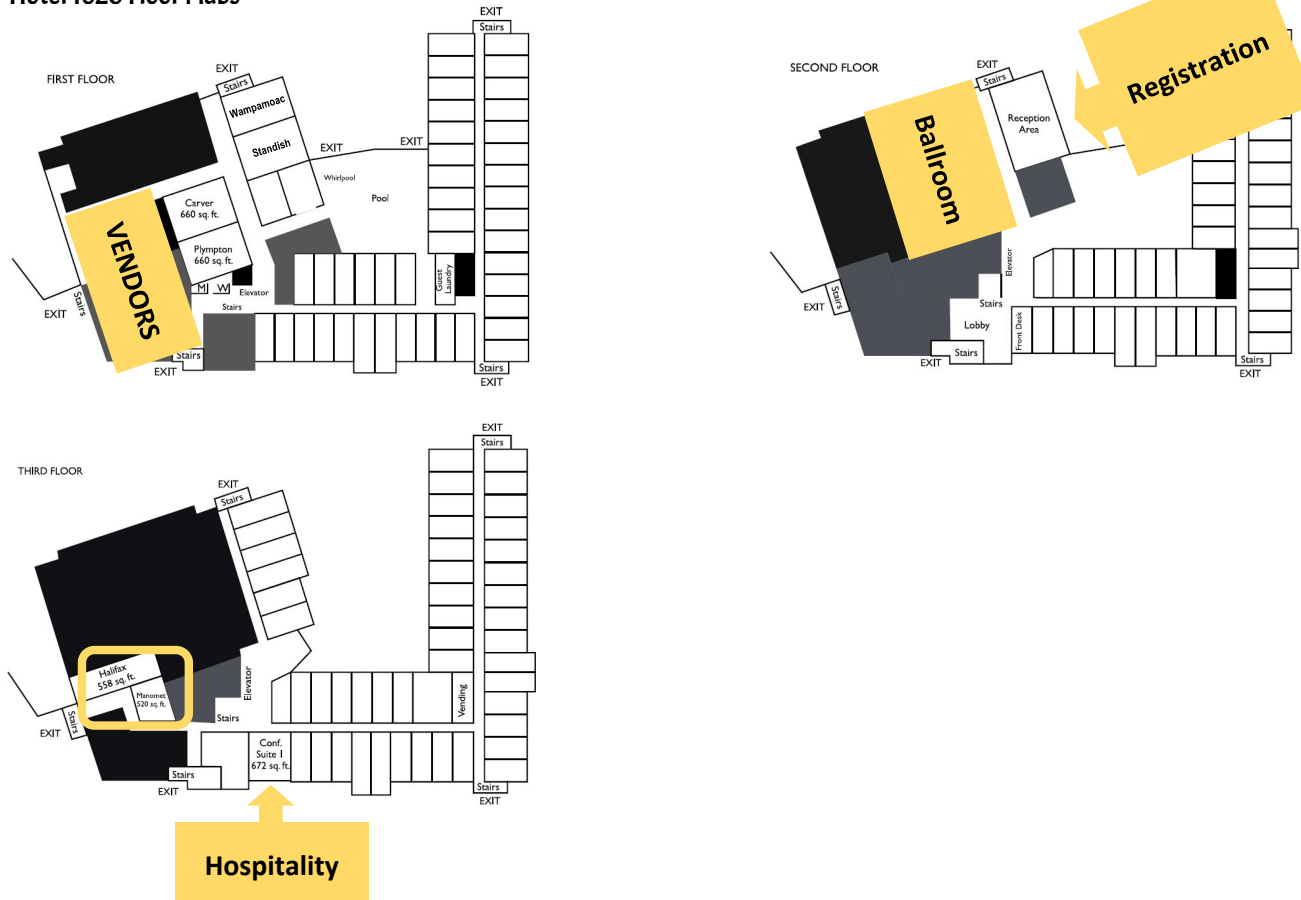 FIRST FLOOR
EXIT
Stairs
EXIT
Stairs
Wampamoac
Standish
EXIT
EXIT
Whirlpool
Pool
Carver
660 sq. ft.
Plympton
660 sq. ft.
VENDORS
M
W
Elevator
Stairs
Guest
Laundry
Stairs
EXIT
Stairs
EXIT
Stairs
EXIT
SECOND FLOOR
EXIT
Stairs
Registration
Reception
Area
Ballroom
Elevator
Stairs
Lobby
Front Desk
Stairs
EXIT
Stairs
EXIT
Stairs
EXIT
THIRD FLOOR
EXIT
Stairs
EXIT
Stairs
Halifax
558 sq. ft.
Manomet
520 sq. ft.
Elevator
Stairs
Vending
Stairs
EXIT
Conf.
Suite 1
672 sq. ft.
Stairs
EXIT
Stairs
EXIT
Hospitality